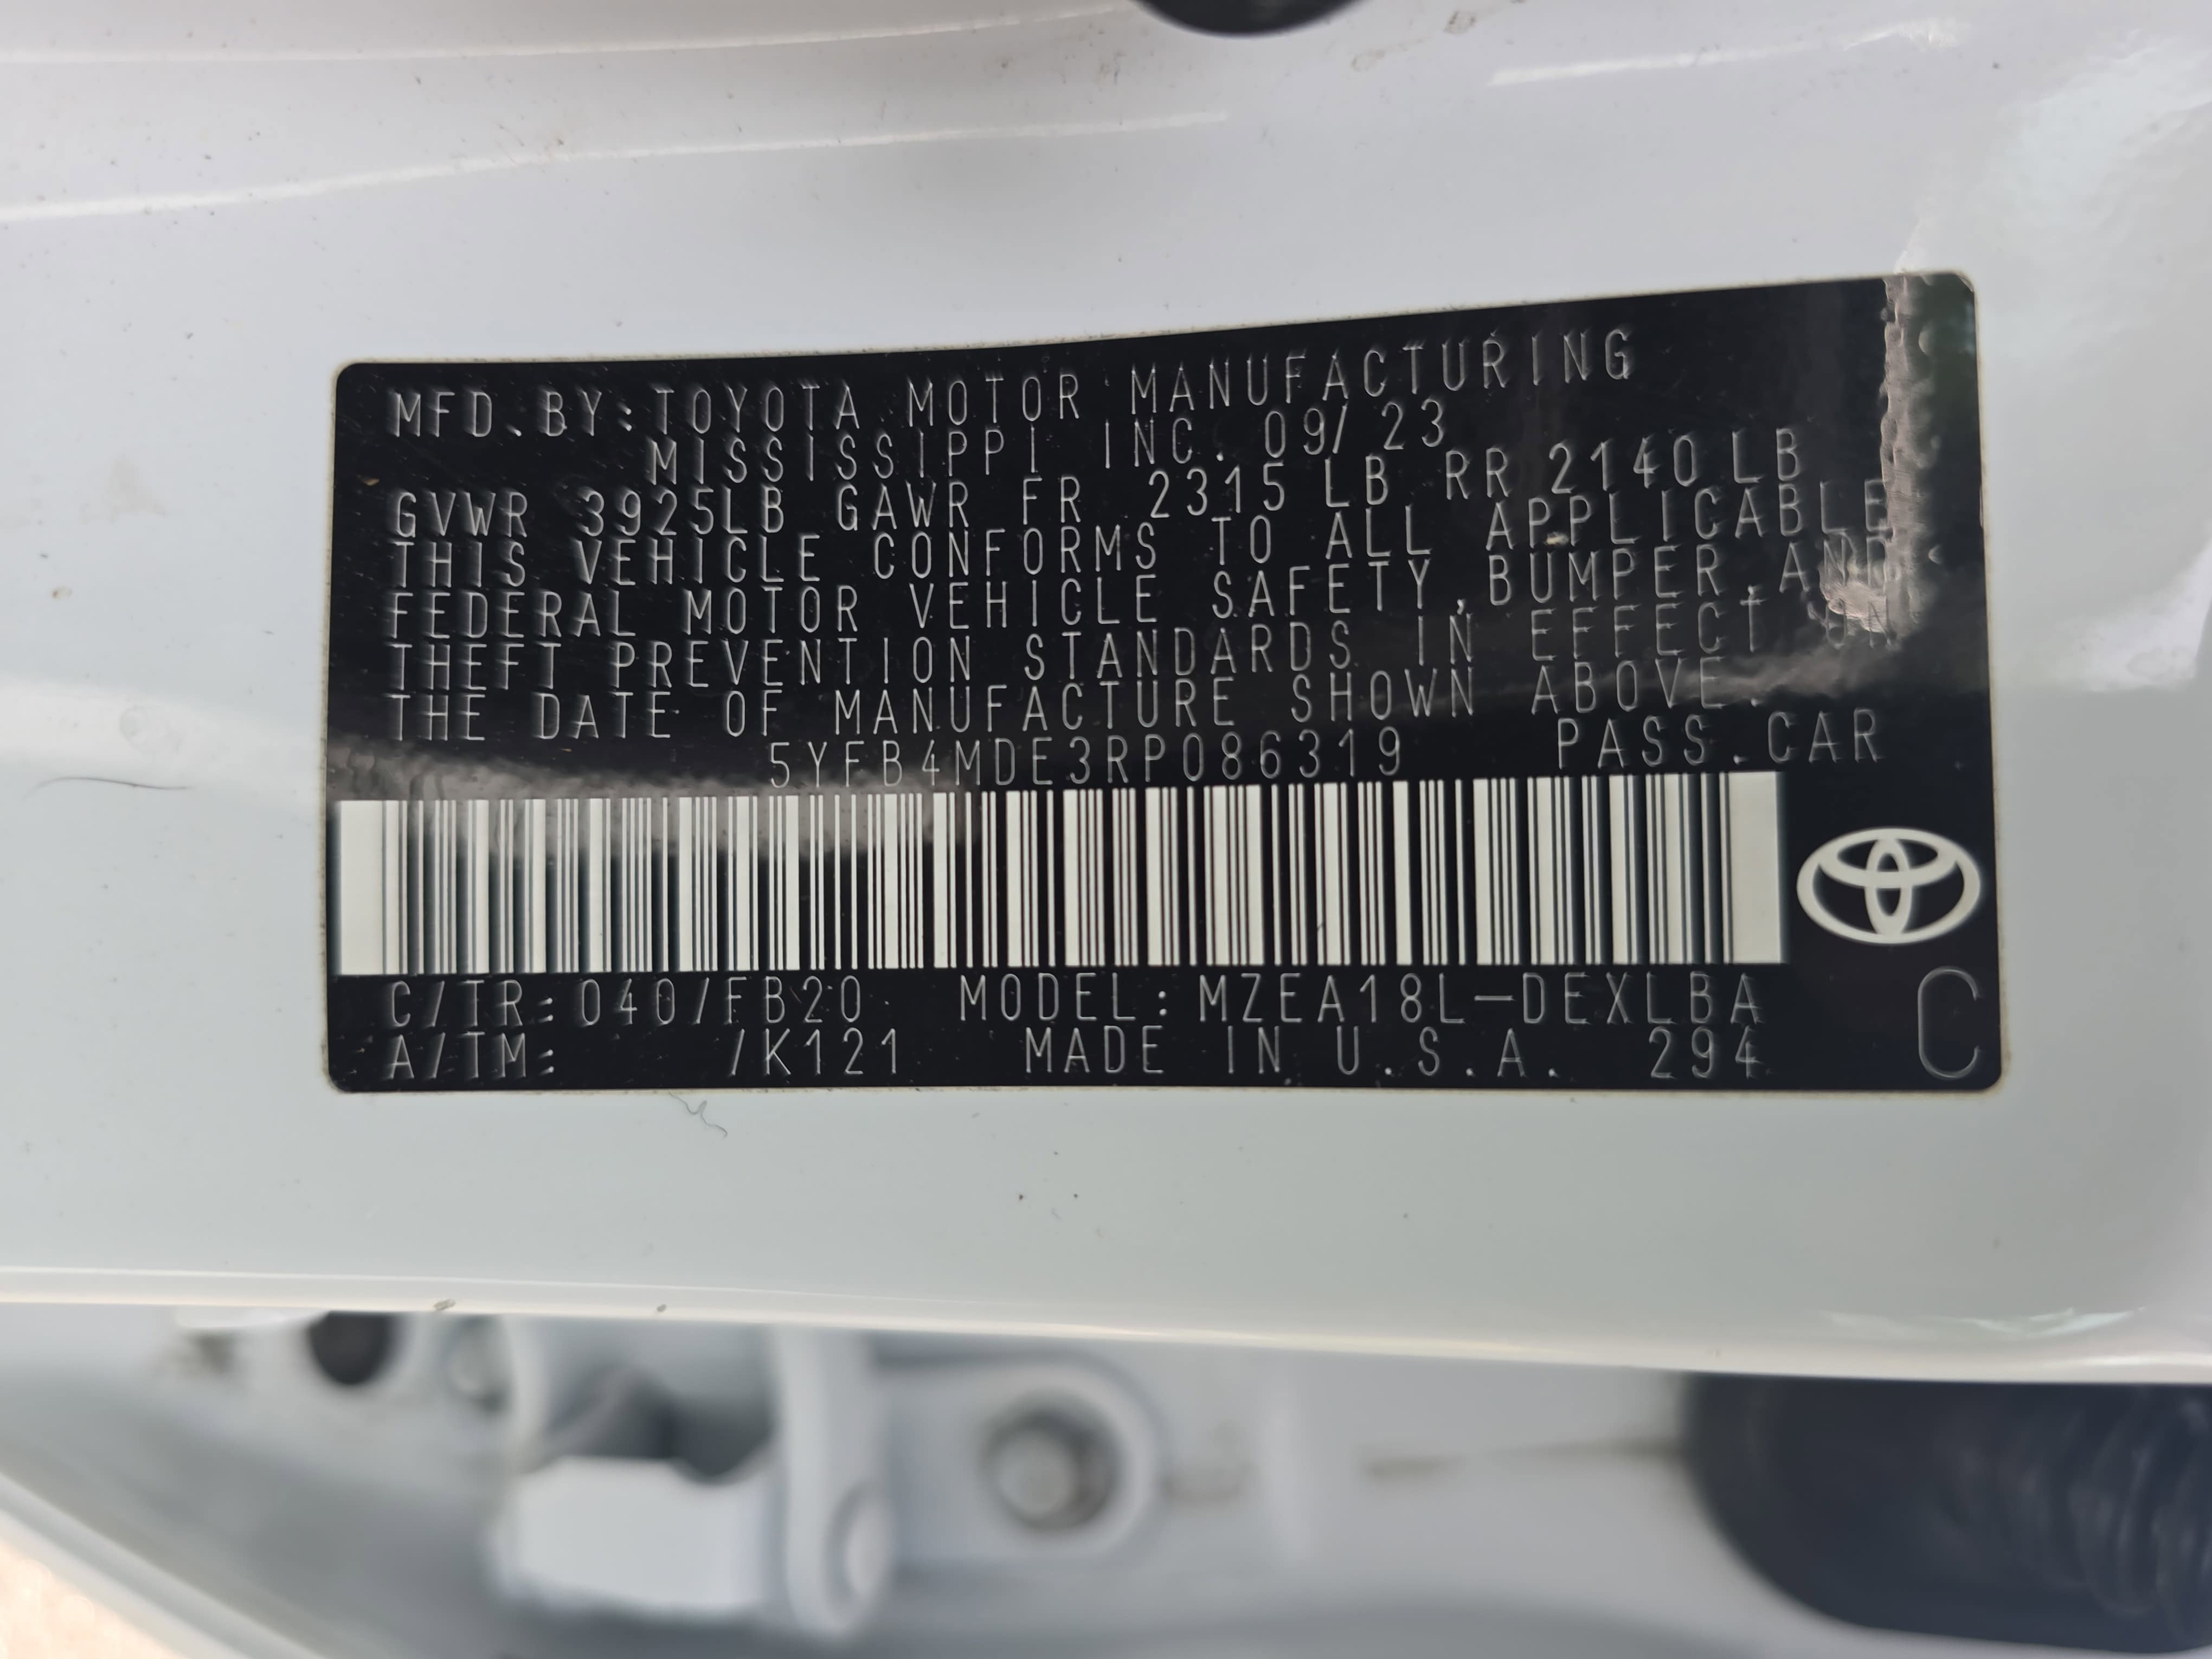 MFD.BY:TOYOTA MOTOR MANUFACTURING
MISSISSIPPI INC. 09/23
GVWR 3925LB GAWR FR 2315 LB RR 2140 LB
THIS VEHICLE CONFORMS TO ALL APPLICABLE
FEDERAL MOTOR VEHICLE SAFETY,BUMPER,AND
THEFT PREVENTION STANDARDS IN EFFECT ON
THE DATE OF MANUFACTURE SHOWN ABOVE.
5YFB4MDE3RP086319 PASS.CAR
C/TR:040/FB20 MODEL: MZEA18L-DEXLBA
A/TM: /K121 MADE IN U.S.A. 294 C